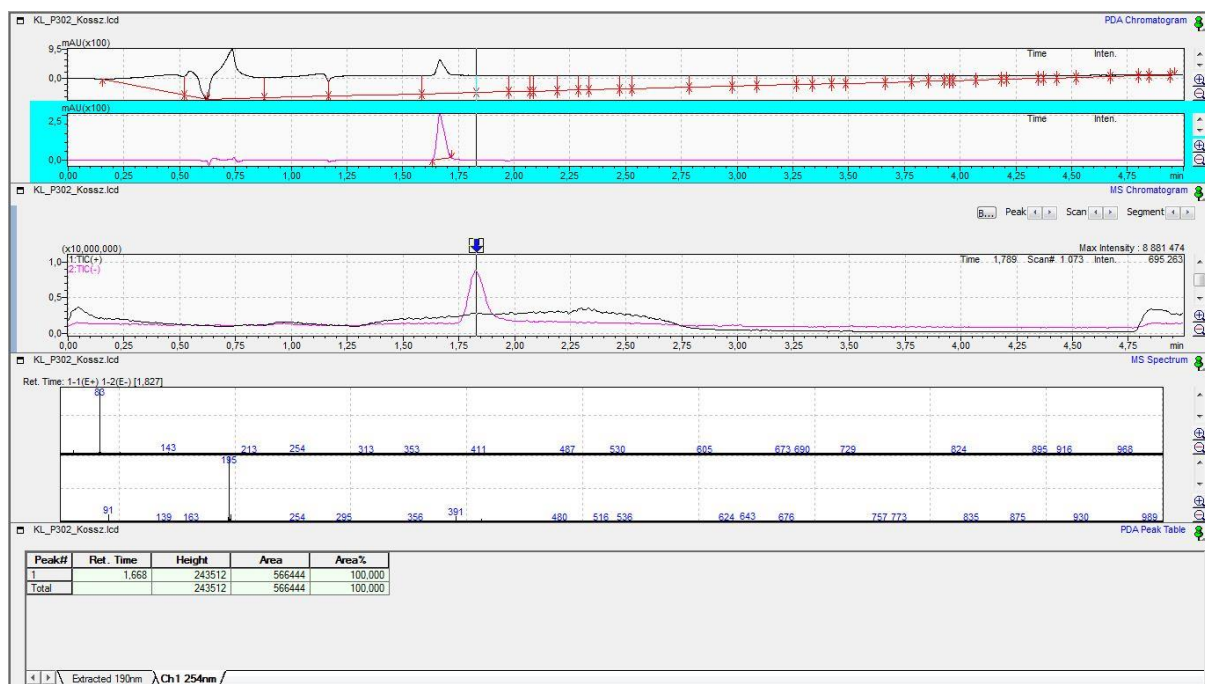 KL_P302_Kossz.lcd PDA Chromatogram
mAU(x100)
9,5 Time Inten.
0,0
mAU(x100)
2,5 Time Inten.
0,0
0,00 0,25 0,50 0,75 1,00 1,25 1,50 1,75 2,00 2,25 2,50 2,75 3,00 3,25 3,50 3,75 4,00 4,25 4,50 4,75 min
KL_P302_Kossz.lcd MS Chromatogram
B... Peak Scan Segment
(x10,000,000) Max Intensity : 8 881 474
1,0 1:TIC(+) Time 1,789 Scan# 1 073 Inten. 695 263
2:TIC(-)
0,5
0,0
0,00 0,25 0,50 0,75 1,00 1,25 1,50 1,75 2,00 2,25 2,50 2,75 3,00 3,25 3,50 3,75 4,00 4,25 4,50 4,75 min
KL_P302_Kossz.lcd MS Spectrum
Ret. Time: 1-1(E+) 1-2(E-) [1,827]
83
143 213 254 313 353 411 487 530 605 673 690 729 824 895 916 968
195
91 139 163 254 295 356 391 480 516 536 624 643 676 757 773 835 875 930 989
KL_P302_Kossz.lcd PDA Peak Table
Peak# Ret. Time Height Area Area%
1 1,668 243512 566444 100,000
Total 243512 566444 100,000
Extracted 190nm Ch1 254nm